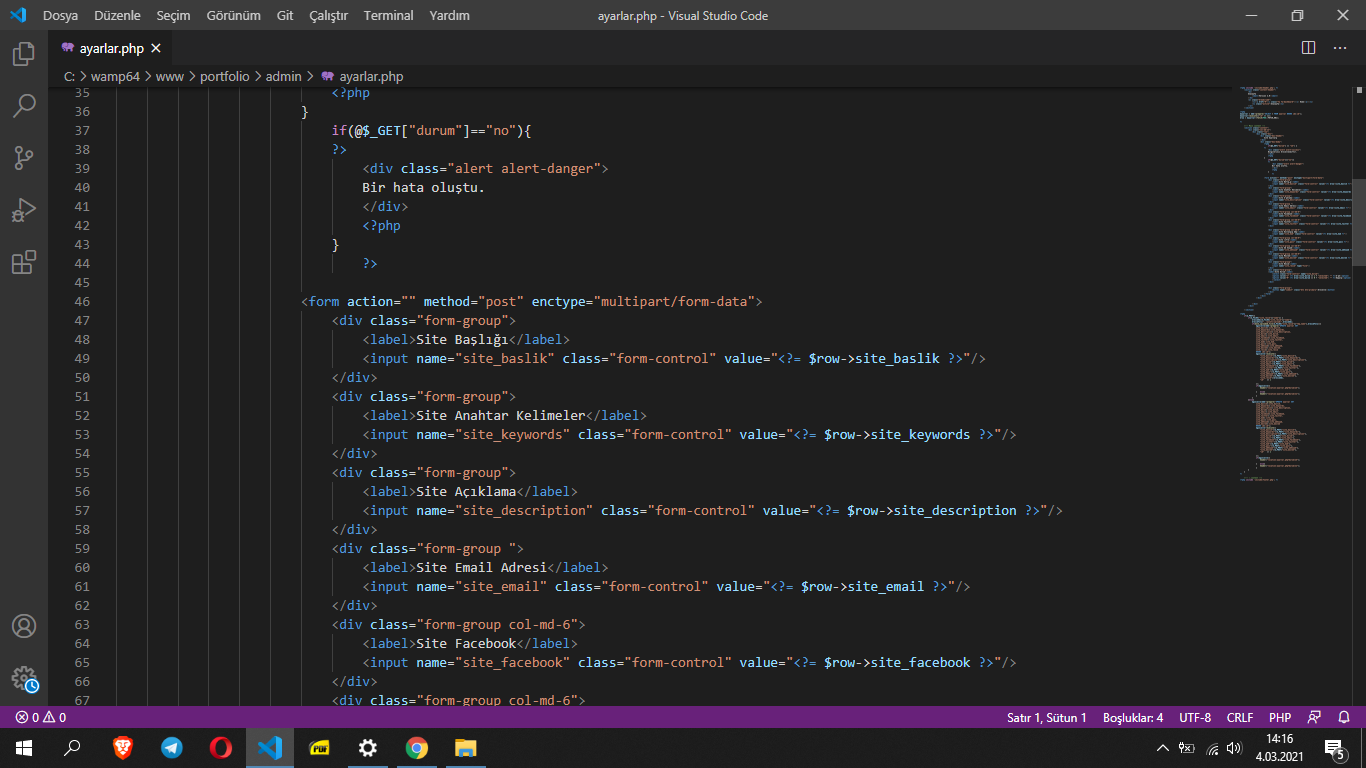 Dosya Düzenle Seçim Görünüm Git Çalıştır Terminal Yardım ayarlar.php - Visual Studio Code
ayarlar.php
C: > wamp64 > www > portfolio > admin > ayarlar.php
35 <?php
36 }
37 if(@$_GET["durum"]=="no"){
38 ?>
39 <div class="alert alert-danger">
40 Bir hata oluştu.
41 </div>
42 <?php
43 }
44 ?>
45
46 <form action="" method="post" enctype="multipart/form-data">
47 <div class="form-group">
48 <label>Site Başlığı</label>
49 <input name="site_baslik" class="form-control" value="<?= $row->site_baslik ?>"/>
50 </div>
51 <div class="form-group">
52 <label>Site Anahtar Kelimeler</label>
53 <input name="site_keywords" class="form-control" value="<?= $row->site_keywords ?>"/>
54 </div>
55 <div class="form-group">
56 <label>Site Açıklama</label>
57 <input name="site_description" class="form-control" value="<?= $row->site_description ?>"/>
58 </div>
59 <div class="form-group ">
60 <label>Site Email Adresi</label>
61 <input name="site_email" class="form-control" value="<?= $row->site_email ?>"/>
62 </div>
63 <div class="form-group col-md-6">
64 <label>Site Facebook</label>
65 <input name="site_facebook" class="form-control" value="<?= $row->site_facebook ?>"/>
66 </div>
67 <div class="form-group col-md-6">
0 0 Satır 1, Sütun 1 Boşluklar: 4 UTF-8 CRLF PHP
PDF
14:16
4.03.2021
5